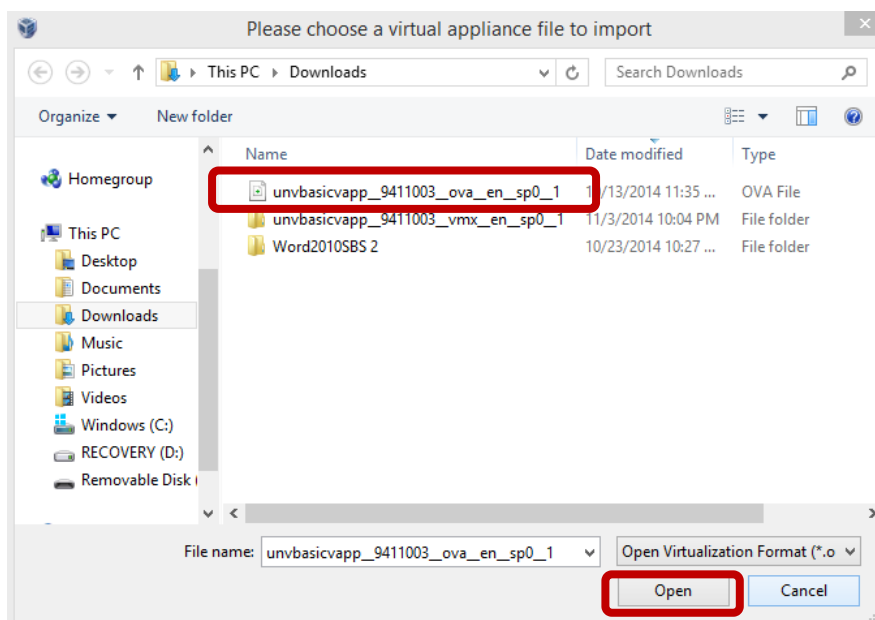 Please choose a virtual appliance file to import
This PC Downloads
Search Downloads
Organize New folder
Name Date modified Type
Homegroup
unvbasicvapp__9411003__ova__en__sp0__1 /13/2014 11:35 ... OVA File
unvbasicvapp__9411003__vmx__en__sp0__1 11/3/2014 10:04 PM File folder
This PC
Word2010SBS 2 10/23/2014 10:27 ... File folder
Desktop
Documents
Downloads
Music
Pictures
Videos
Windows (C:)
RECOVERY (D:)
Removable Disk (
File name: unvbasicvapp__9411003__ova__en__sp0__1 Open Virtualization Format (*.o
Open Cancel